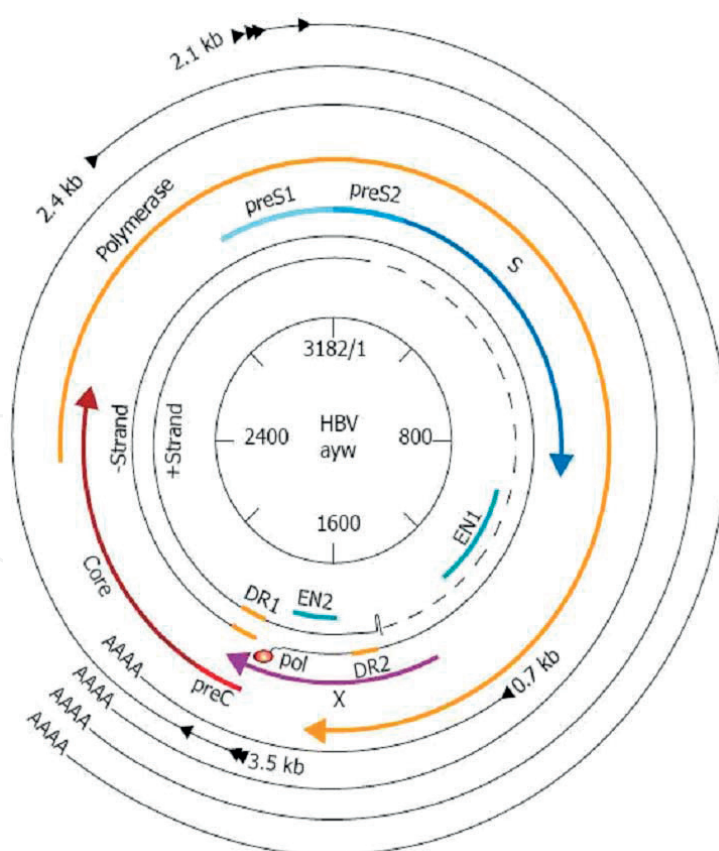 2.1 kb
2.4 kb
Polymerase
preS1
preS2
S
3182/1
-Strand
+Strand
2400
HBV
ayw
800
1600
EN1
Core
DR1
EN2
AAAA
pol
DR2
preC
X
0.7 kb
AAAA
AAAA
3.5 kb
AAAA